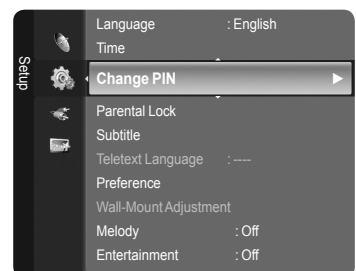 Setup
Language : English
Time
Change PIN
Parental Lock
Subtitle
Teletext Language : ----
Preference
Wall-Mount Adjustment
Melody : Off
Entertainment : Off